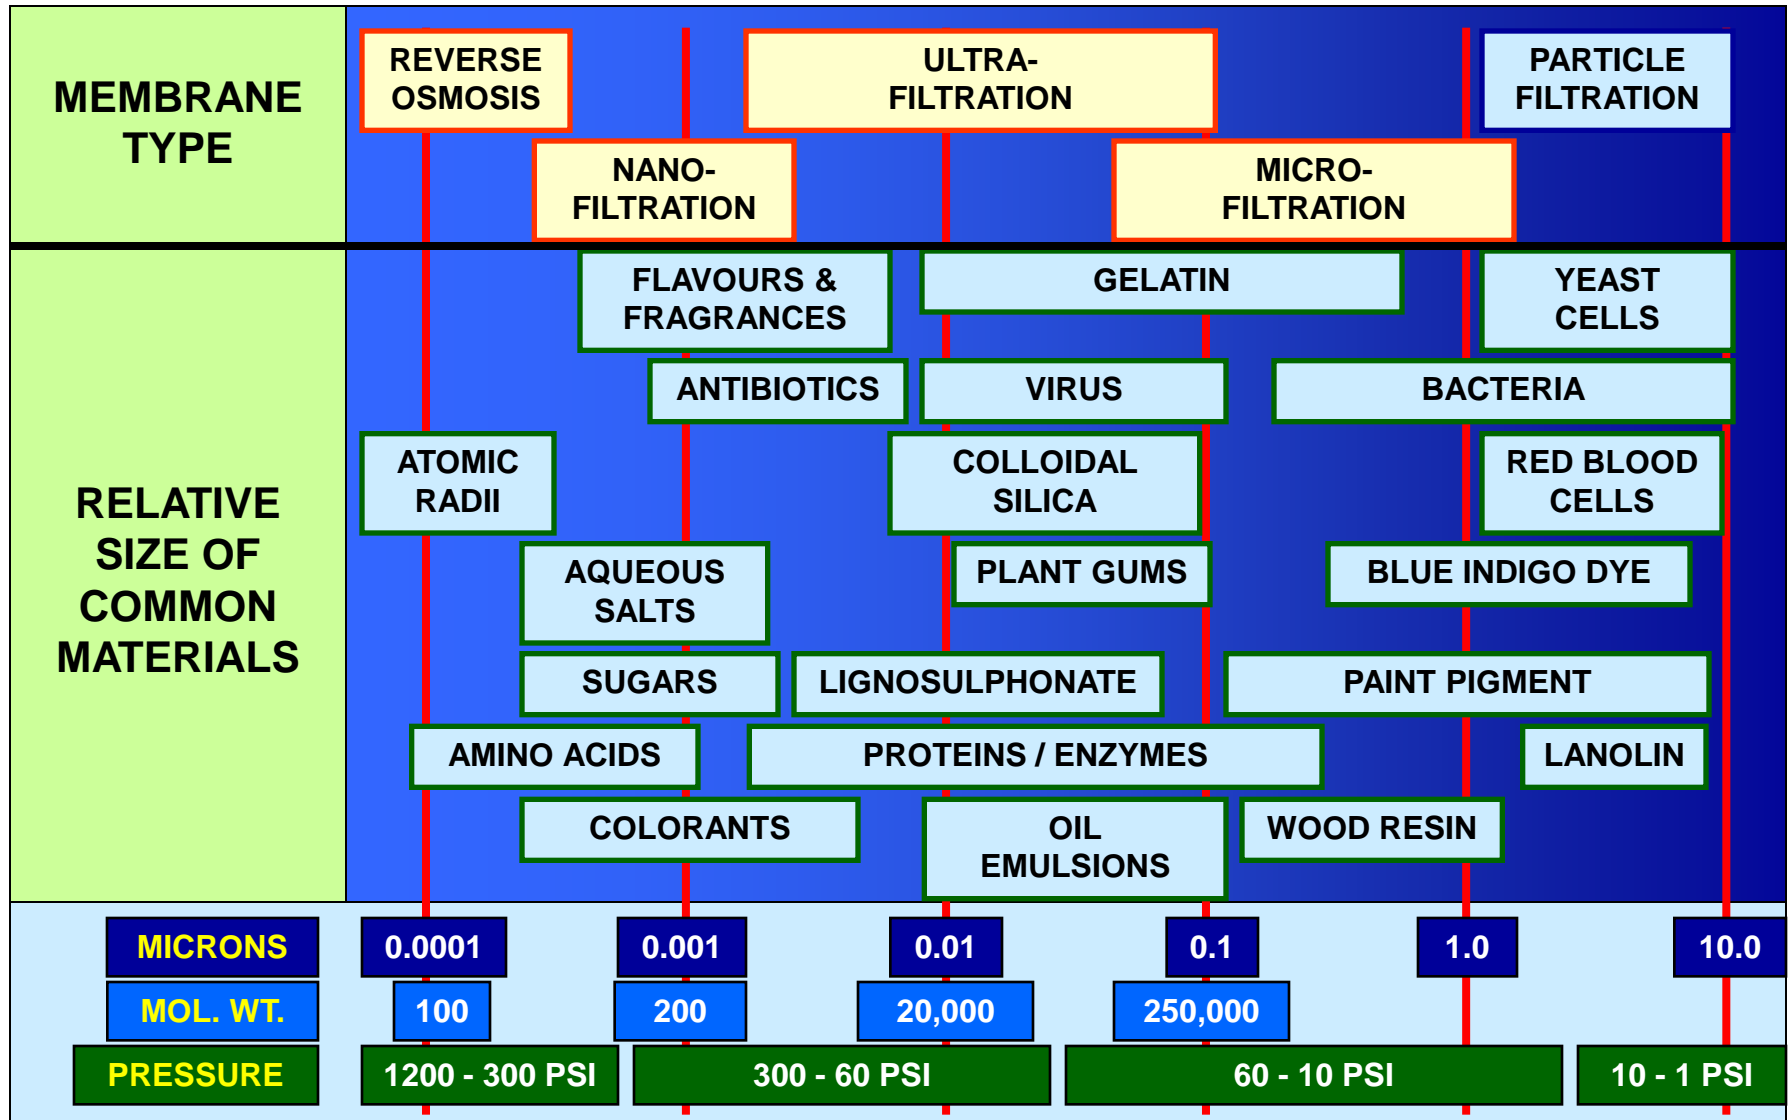 MEMBRANE
TYPE
REVERSE
OSMOSIS
ULTRA-
FILTRATION
PARTICLE
FILTRATION
NANO-
FILTRATION
MICRO-
FILTRATION
RELATIVE
SIZE OF
COMMON
MATERIALS
FLAVOURS &
FRAGRANCES
GELATIN
YEAST
CELLS
ANTIBIOTICS
VIRUS
BACTERIA
ATOMIC
RADII
COLLOIDAL
SILICA
RED BLOOD
CELLS
AQUEOUS
SALTS
PLANT GUMS
BLUE INDIGO DYE
SUGARS
LIGNOSULPHONATE
PAINT PIGMENT
AMINO ACIDS
PROTEINS / ENZYMES
LANOLIN
COLORANTS
OIL
EMULSIONS
WOOD RESIN
MICRONS
0.0001
0.001
0.01
0.1
1.0
10.0
MOL. WT.
100
200
20,000
250,000
PRESSURE
1200 - 300 PSI
300 - 60 PSI
60 - 10 PSI
10 - 1 PSI